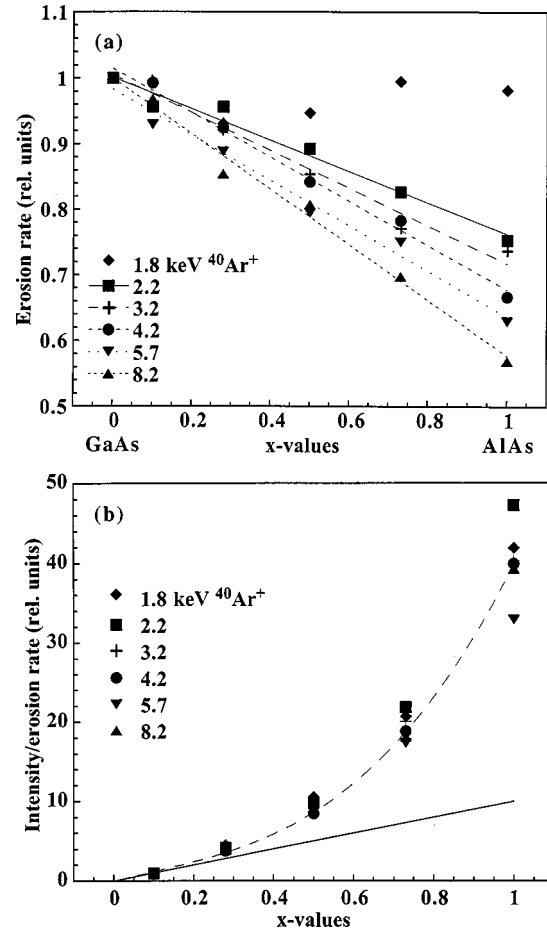 1.1
(a)
1
0.9
0.8
0.7
0.6
0.5
Erosion rate (rel. units)
1.8 keV ⁴⁰Ar⁺
2.2
3.2
4.2
5.7
8.2
0 0.2 0.4 0.6 0.8 1
GaAs x-values AlAs
50
(b)
40
30
20
10
0
Intensity/erosion rate (rel. units)
1.8 keV ⁴⁰Ar⁺
2.2
3.2
4.2
5.7
8.2
0 0.2 0.4 0.6 0.8 1
x-values